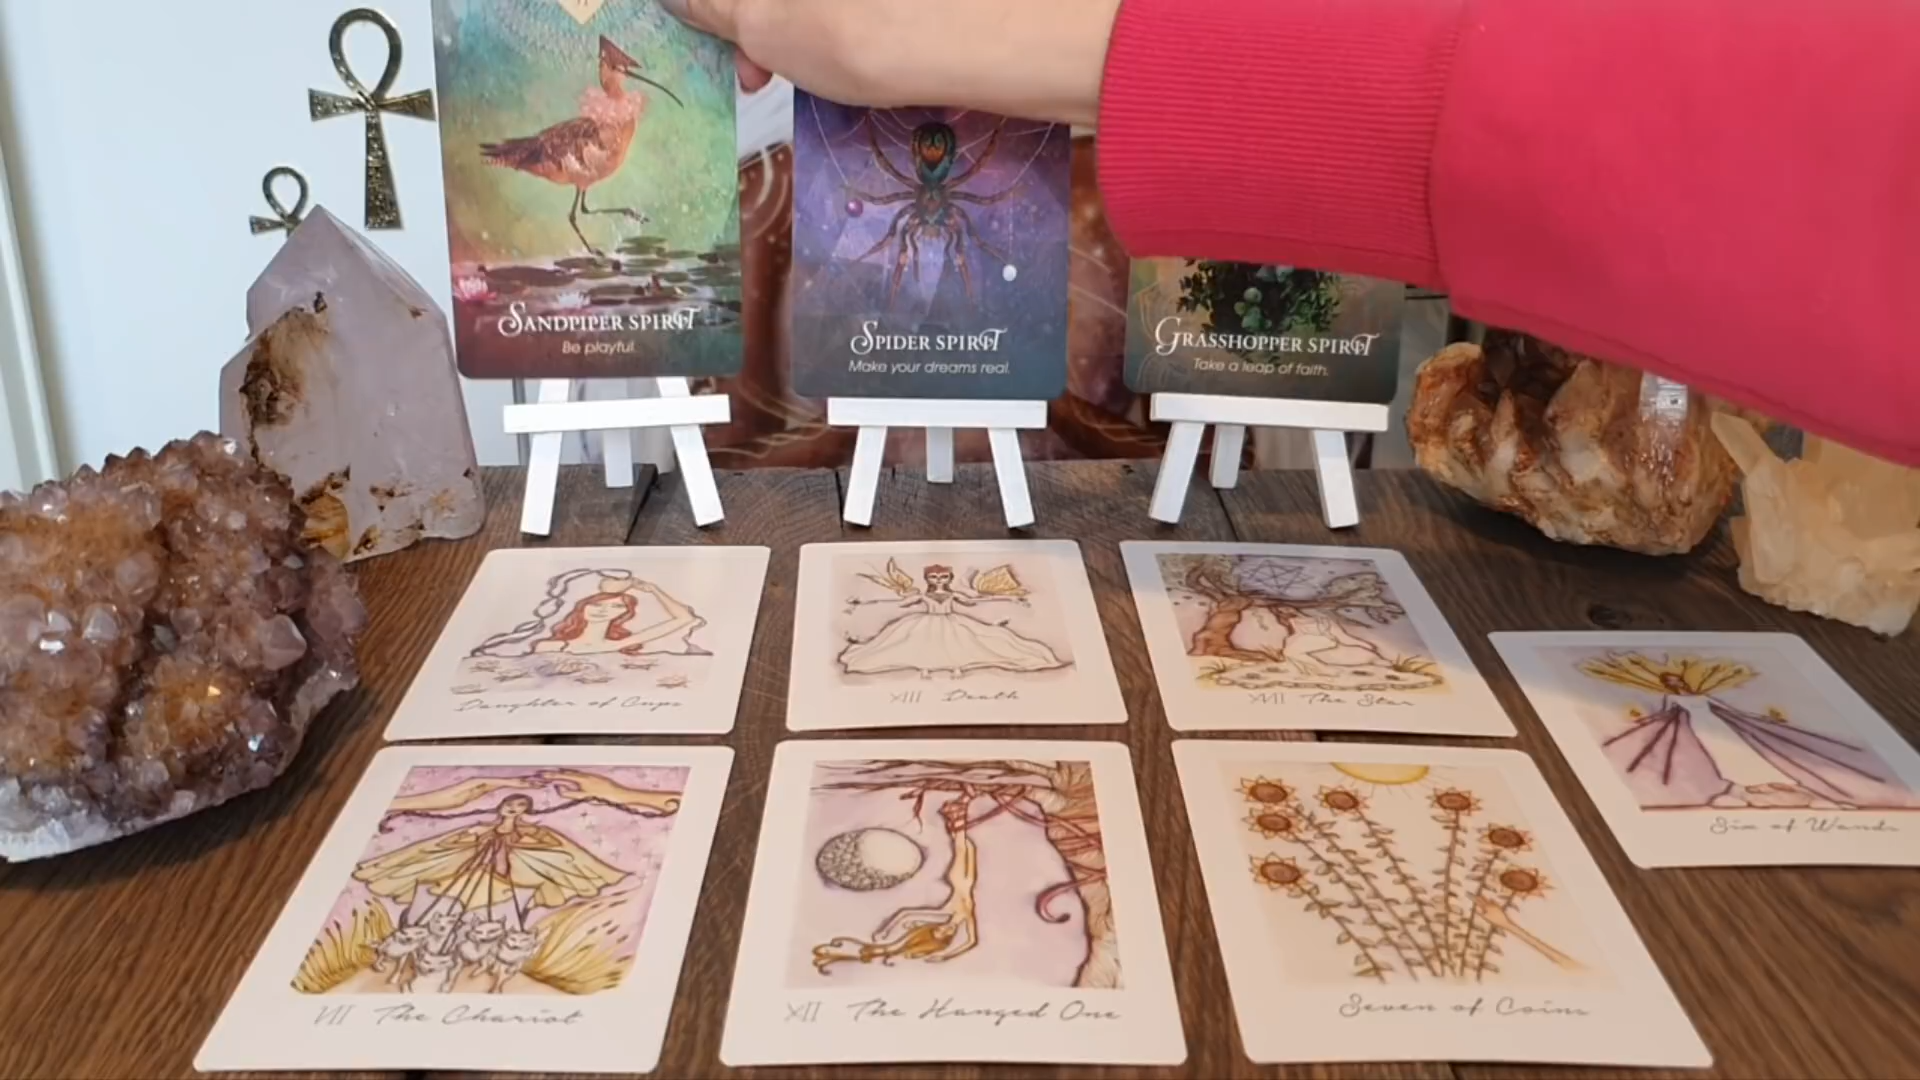 SANDPIPER SPIRIT
Be playful.
SPIDER SPIRIT
Make your dreams real.
GRASSHOPPER SPIRIT
Take a leap of faith.
Daughter of Cups
XIII Death
XVII The Star
Six of Wands
VII The Chariot
XII The Hanged One
Seven of Coins